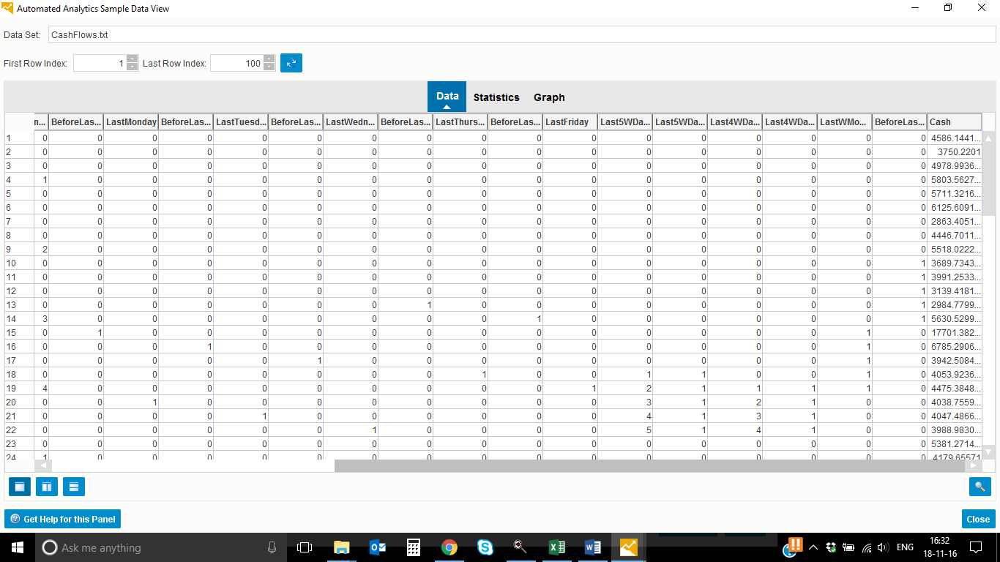 Automated Analytics Sample Data View
Data Set: CashFlows.txt
First Row Index: 1 Last Row Index: 100
Data Statistics Graph
n... BeforeLas... LastMonday BeforeLas... LastTuesd... BeforeLas... LastWedn... BeforeLas... LastThurs... BeforeLas... LastFriday Last5WDa... Last5WDa... Last4WDa... Last4WDa... LastWMo... BeforeLas... Cash
1 0 0 0 0 0 0 0 0 0 0 0 0 0 0 0 0 0 4586.1441...
2 0 0 0 0 0 0 0 0 0 0 0 0 0 0 0 0 0 3750.2201
3 0 0 0 0 0 0 0 0 0 0 0 0 0 0 0 0 0 4978.9936...
4 1 0 0 0 0 0 0 0 0 0 0 0 0 0 0 0 0 5803.5627...
5 0 0 0 0 0 0 0 0 0 0 0 0 0 0 0 0 0 5711.3216...
6 0 0 0 0 0 0 0 0 0 0 0 0 0 0 0 0 0 6125.6091...
7 0 0 0 0 0 0 0 0 0 0 0 0 0 0 0 0 0 2863.4051...
8 0 0 0 0 0 0 0 0 0 0 0 0 0 0 0 0 0 4446.7011...
9 2 0 0 0 0 0 0 0 0 0 0 0 0 0 0 0 0 5518.0222...
10 0 0 0 0 0 0 0 0 0 0 0 0 0 0 0 0 1 3689.7343...
11 0 0 0 0 0 0 0 0 0 0 0 0 0 0 0 0 1 3991.2533...
12 0 0 0 0 0 0 0 0 0 0 0 0 0 0 0 0 1 3139.4181...
13 0 0 0 0 0 0 0 1 0 0 0 0 0 0 0 0 1 2984.7799...
14 3 0 0 0 0 0 0 0 0 1 0 0 0 0 0 0 1 5630.5299...
15 0 1 0 0 0 0 0 0 0 0 0 0 0 0 0 1 0 17701.382...
16 0 0 0 1 0 0 0 0 0 0 0 0 0 0 0 1 0 6785.2906...
17 0 0 0 0 0 1 0 0 0 0 0 0 0 0 0 1 0 3942.5084...
18 0 0 0 0 0 0 0 0 1 0 0 1 1 0 0 1 0 4053.9236...
19 4 0 0 0 0 0 0 0 0 0 1 2 1 1 1 1 0 4475.3848...
20 0 0 1 0 0 0 0 0 0 0 0 3 1 2 1 0 0 4038.7559...
21 0 0 0 0 1 0 0 0 0 0 0 4 1 3 1 0 0 4047.4866...
22 0 0 0 0 0 0 1 0 0 0 0 5 1 4 1 0 0 3988.9830...
23 0 0 0 0 0 0 0 0 0 0 0 0 0 0 0 0 0 5381.2714...
24 1 0 0 0 0 0 0 0 0 0 0 0 0 0 0 0 0 4179.65571
Get Help for this Panel Close
Ask me anything ENG 16:32
18-11-16